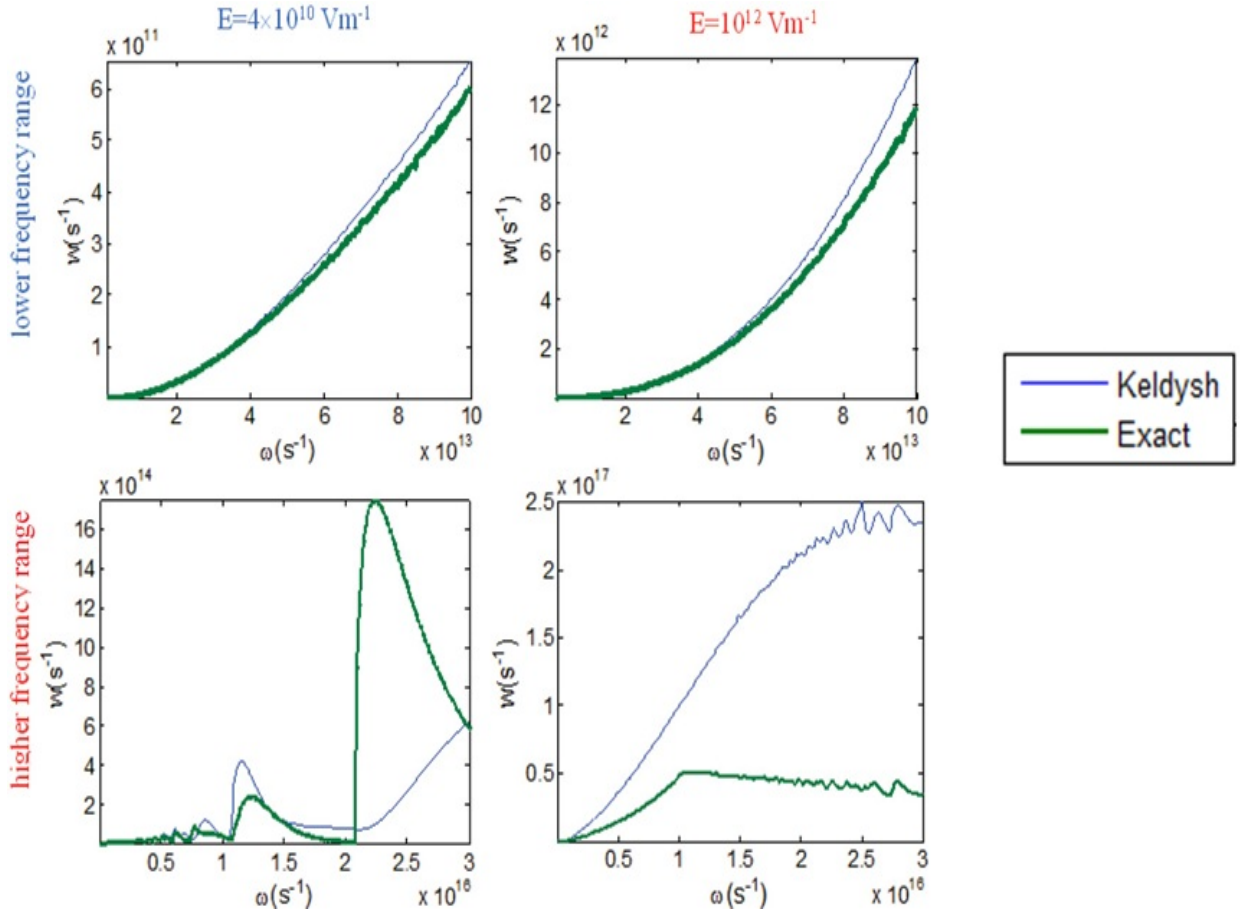 E=4×10¹⁰ Vm⁻¹
E=10¹² Vm⁻¹
lower frequency range
x 10¹¹
6
5
4
3
2
1
w(s⁻¹)
2 4 6 8 10
ω(s⁻¹) x 10¹³
x 10¹²
12
10
8
6
4
2
w(s⁻¹)
2 4 6 8 10
ω(s⁻¹) x 10¹³
Keldysh
Exact
higher frequency range
x 10¹⁴
16
14
12
10
8
6
4
2
w(s⁻¹)
0.5 1 1.5 2 2.5 3
ω(s⁻¹) x 10¹⁶
x 10¹⁷
2.5
2
1.5
1
0.5
w(s⁻¹)
0.5 1 1.5 2 2.5 3
ω(s⁻¹) x 10¹⁶